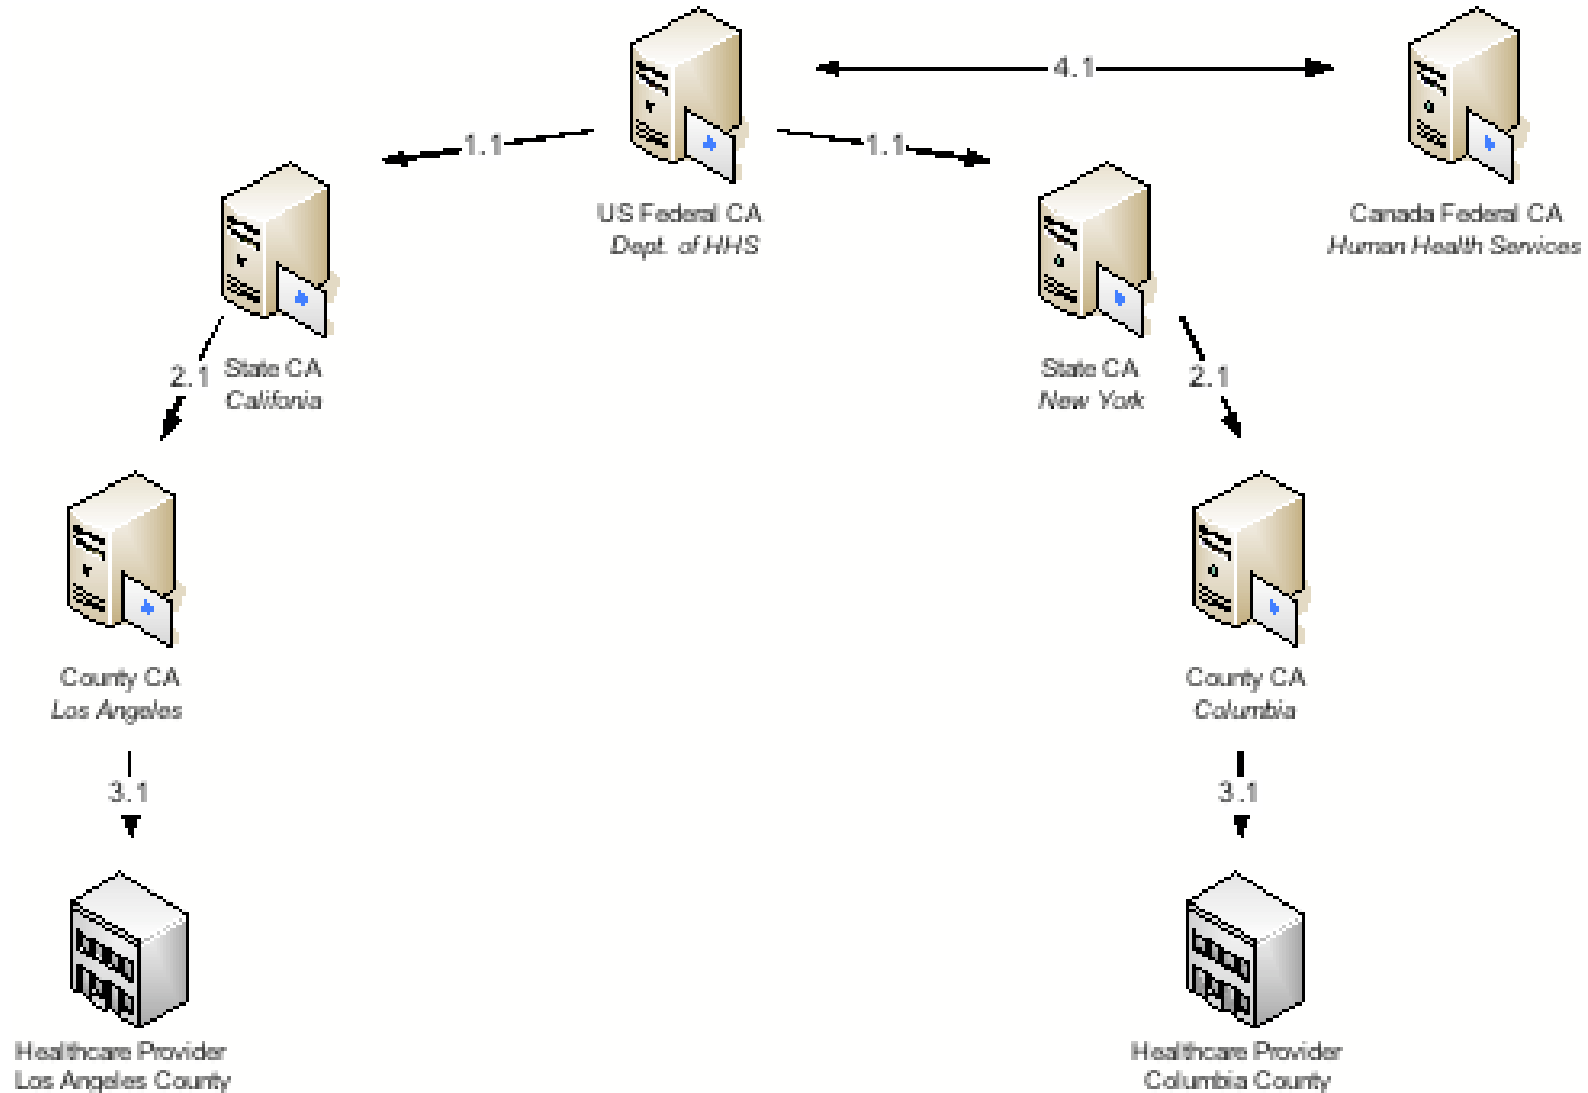 4.1
1.1
1.1
US Federal CA
Dept. of HHS
Canada Federal CA
Human Health Services
State CA
Califonia
State CA
New York
2.1
2.1
County CA
Los Angeles
County CA
Columbia
3.1
3.1
Healthcare Provider
Los Angeles County
Healthcare Provider
Columbia County